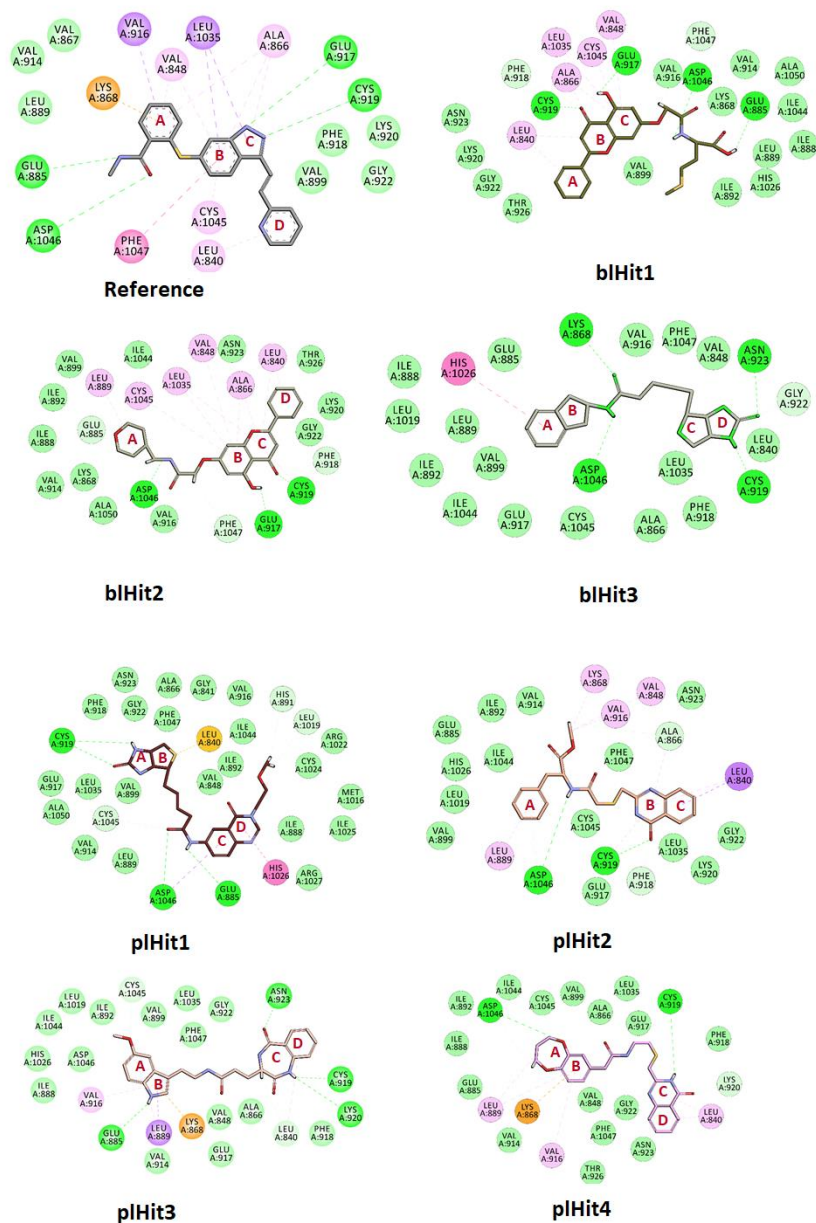 VAL A:916
LEU A:1035
ALA A:866
VAL A:867
VAL A:914
VAL A:848
GLU A:917
LYS A:868
CYS A:919
LEU A:889
A
B
C
PHE A:918
LYS A:920
VAL A:899
GLY A:922
GLU A:885
CYS A:1045
D
ASP A:1046
PHE A:1047
LEU A:840
Reference
VAL A:848
LEU A:1035
CYS A:1045
GLU A:917
PHE A:1047
PHE A:918
ALA A:866
VAL A:916
ASP A:1046
VAL A:914
ALA A:1050
CYS A:919
C
LYS A:868
GLU A:885
ILE A:1044
ASN A:923
LEU A:840
B
LEU A:889
ILE A:888
LYS A:920
VAL A:899
GLY A:922
A
ILE A:892
HIS A:1026
THR A:926
blHit1
ILE A:1044
VAL A:848
ASN A:923
LEU A:840
THR A:926
VAL A:899
LEU A:889
CYS A:1045
LEU A:1035
ALA A:866
D
ILE A:892
LYS A:920
GLU A:885
A
GLY A:922
ILE A:888
B
C
PHE A:918
VAL A:914
LYS A:868
ASP A:1046
CYS A:919
ALA A:1050
VAL A:916
PHE A:1047
GLU A:917
blHit2
LYS A:868
VAL A:916
PHE A:1047
VAL A:848
ASN A:923
ILE A:888
HIS A:1026
GLU A:885
GLY A:922
LEU A:1019
LEU A:889
A
B
C
D
LEU A:840
ILE A:892
VAL A:899
ASP A:1046
LEU A:1035
CYS A:919
ILE A:1044
GLU A:917
CYS A:1045
ALA A:866
PHE A:918
blHit3
ASN A:923
ALA A:866
GLY A:841
VAL A:916
HIS A:891
PHE A:918
GLY A:922
PHE A:1047
LEU A:1019
CYS A:919
A
B
LEU A:840
ILE A:1044
ARG A:1022
GLU A:917
LEU A:1035
VAL A:899
VAL A:848
ILE A:892
CYS A:1024
MET A:1016
ALA A:1050
CYS A:1045
C
D
ILE A:888
ILE A:1025
VAL A:914
LEU A:889
HIS A:1026
ARG A:1027
ASP A:1046
GLU A:885
plHit1
LYS A:868
VAL A:848
ASN A:923
ILE A:892
VAL A:914
VAL A:916
GLU A:885
ALA A:866
HIS A:1026
ILE A:1044
PHE A:1047
LEU A:840
LEU A:1019
A
B
C
VAL A:899
CYS A:1045
LEU A:889
CYS A:919
LEU A:1035
GLY A:922
ASP A:1046
GLU A:917
PHE A:918
LYS A:920
plHit2
CYS A:1045
LEU A:1035
ASN A:923
LEU A:1019
ILE A:892
VAL A:899
GLY A:922
ILE A:1044
PHE A:1047
HIS A:1026
ASP A:1046
A
B
C
D
ILE A:888
VAL A:916
CYS A:919
GLU A:885
LEU A:889
LYS A:868
VAL A:848
ALA A:866
LYS A:920
LEU A:840
PHE A:918
VAL A:914
GLU A:917
plHit3
ILE A:1044
LEU A:1035
CYS A:919
ILE A:892
ASP A:1046
CYS A:1045
VAL A:899
ALA A:866
GLU A:917
PHE A:918
ILE A:888
A
B
LYS A:920
GLU A:885
LEU A:889
LYS A:868
VAL A:848
GLY A:922
C
LEU A:840
VAL A:914
PHE A:1047
ASN A:923
D
VAL A:916
THR A:926
plHit4